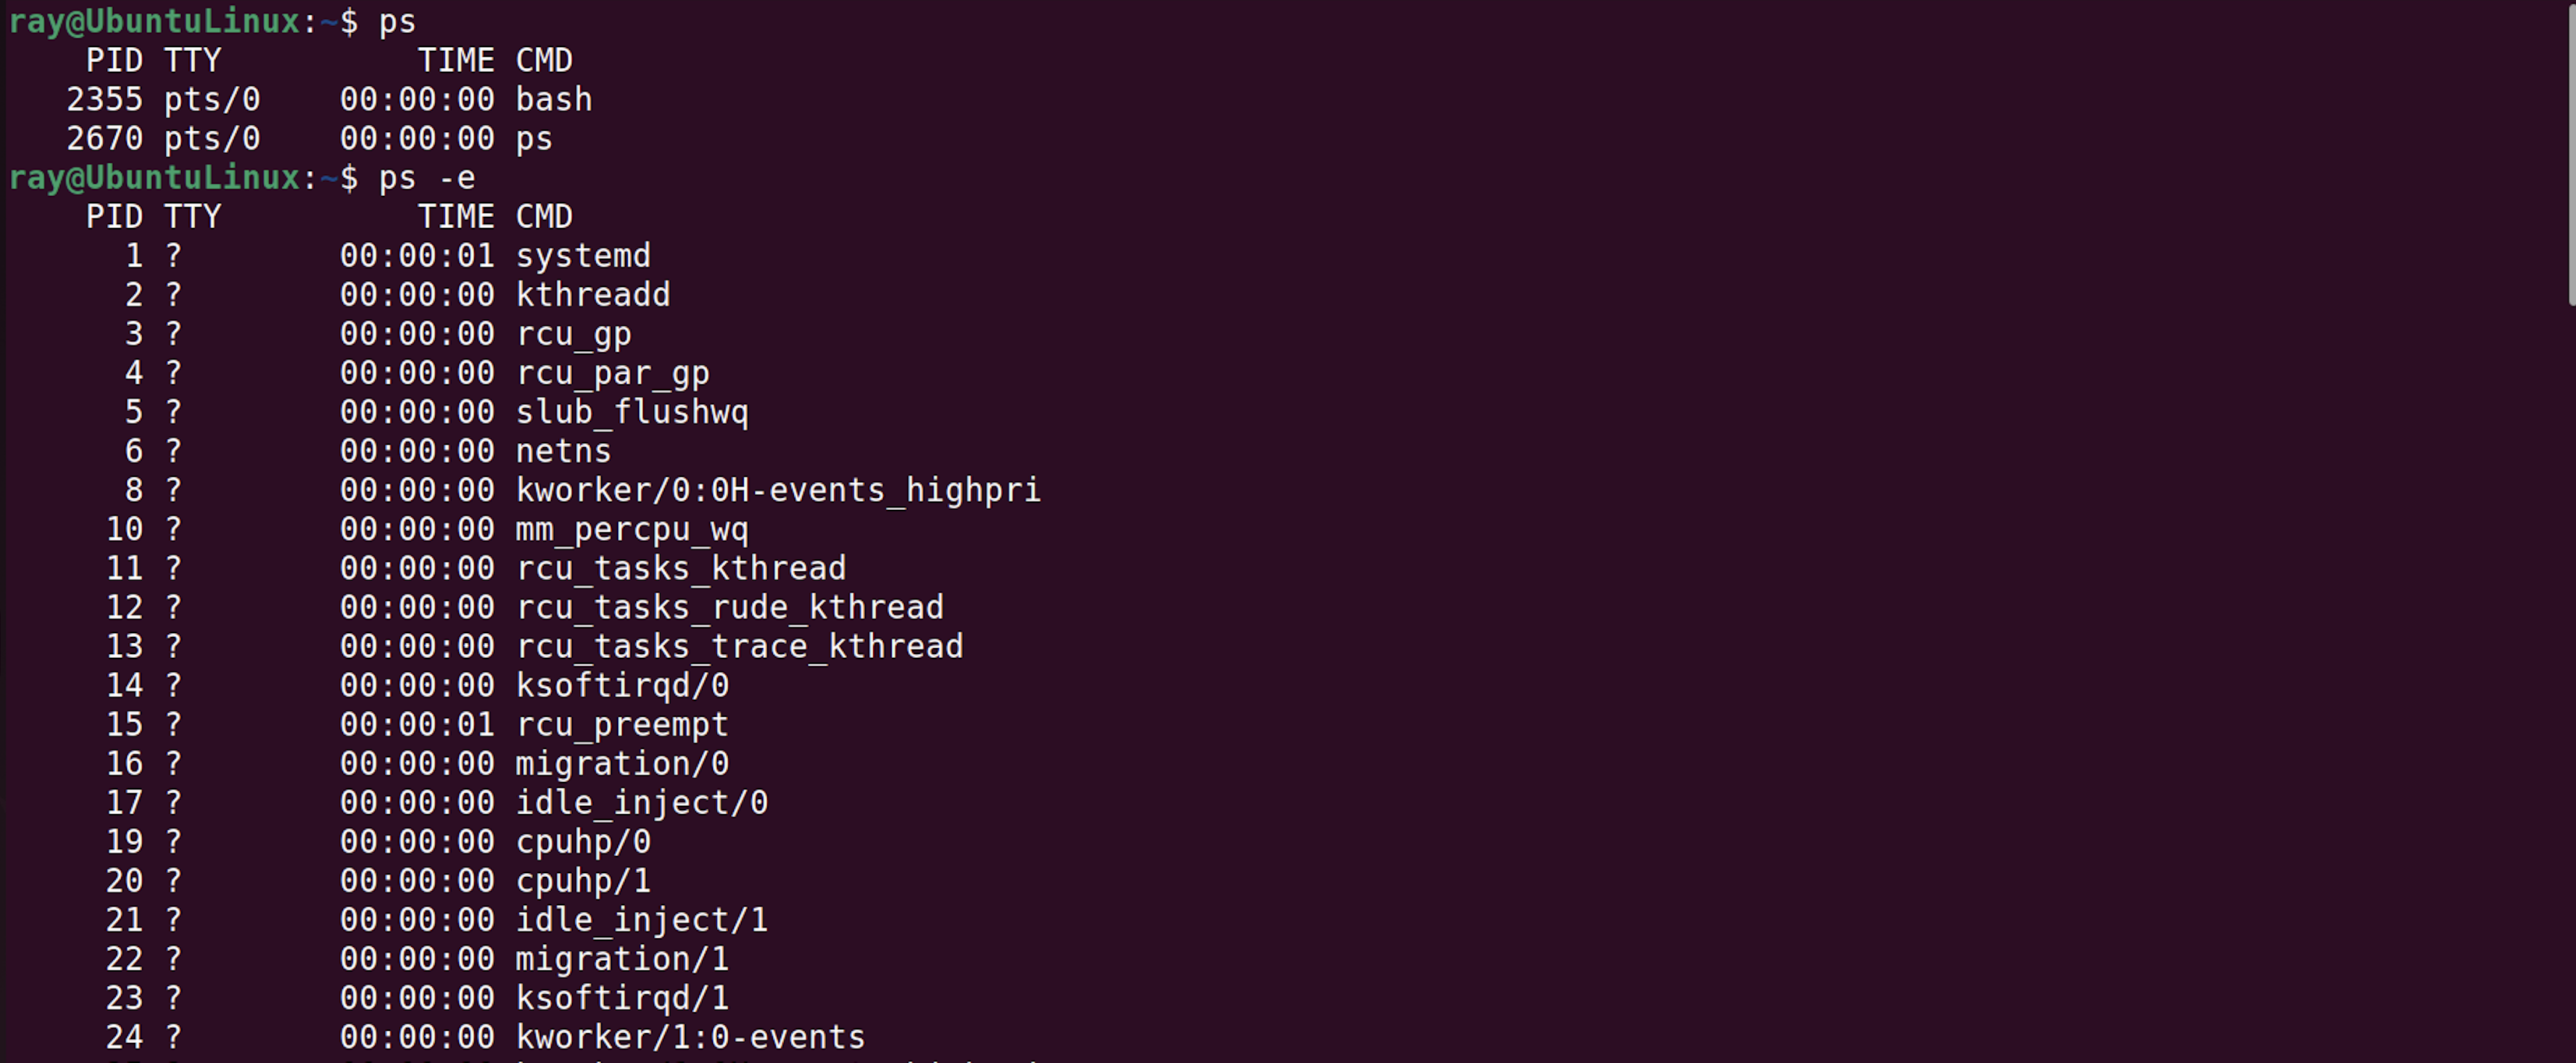 ray@UbuntuLinux:~$ ps
    PID TTY          TIME CMD
   2355 pts/0    00:00:00 bash
   2670 pts/0    00:00:00 ps
ray@UbuntuLinux:~$ ps -e
    PID TTY          TIME CMD
      1 ?        00:00:01 systemd
      2 ?        00:00:00 kthreadd
      3 ?        00:00:00 rcu_gp
      4 ?        00:00:00 rcu_par_gp
      5 ?        00:00:00 slub_flushwq
      6 ?        00:00:00 netns
      8 ?        00:00:00 kworker/0:0H-events_highpri
     10 ?        00:00:00 mm_percpu_wq
     11 ?        00:00:00 rcu_tasks_kthread
     12 ?        00:00:00 rcu_tasks_rude_kthread
     13 ?        00:00:00 rcu_tasks_trace_kthread
     14 ?        00:00:00 ksoftirqd/0
     15 ?        00:00:01 rcu_preempt
     16 ?        00:00:00 migration/0
     17 ?        00:00:00 idle_inject/0
     19 ?        00:00:00 cpuhp/0
     20 ?        00:00:00 cpuhp/1
     21 ?        00:00:00 idle_inject/1
     22 ?        00:00:00 migration/1
     23 ?        00:00:00 ksoftirqd/1
     24 ?        00:00:00 kworker/1:0-events